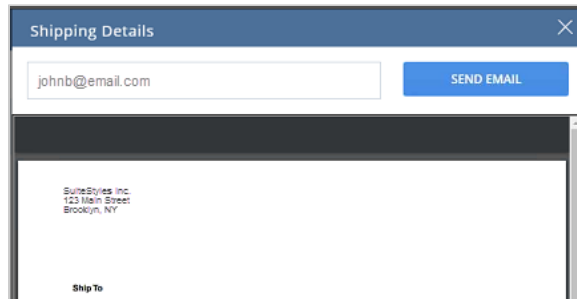 Shipping Details
johnb@email.com
SEND EMAIL
SuiteStyles Inc.
123 Main Street
Brooklyn, NY
Ship To